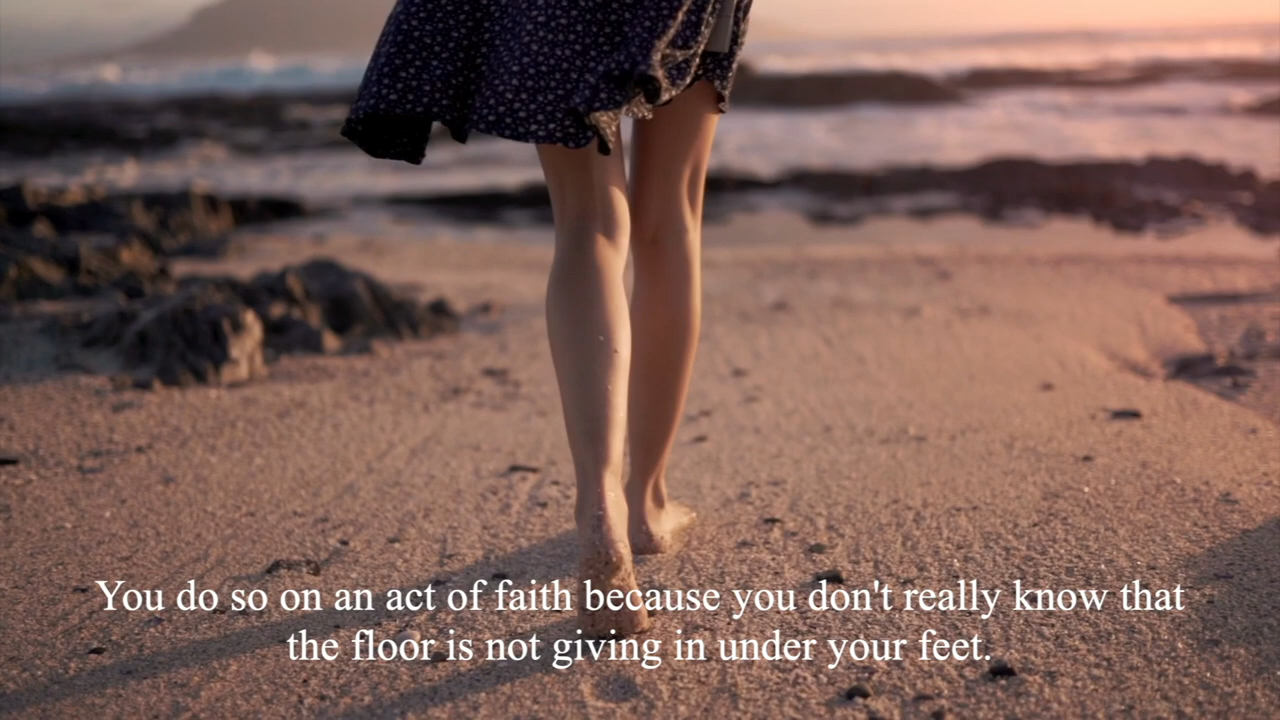 You do so on an act of faith because you don't really know that
the floor is not giving in under your feet.